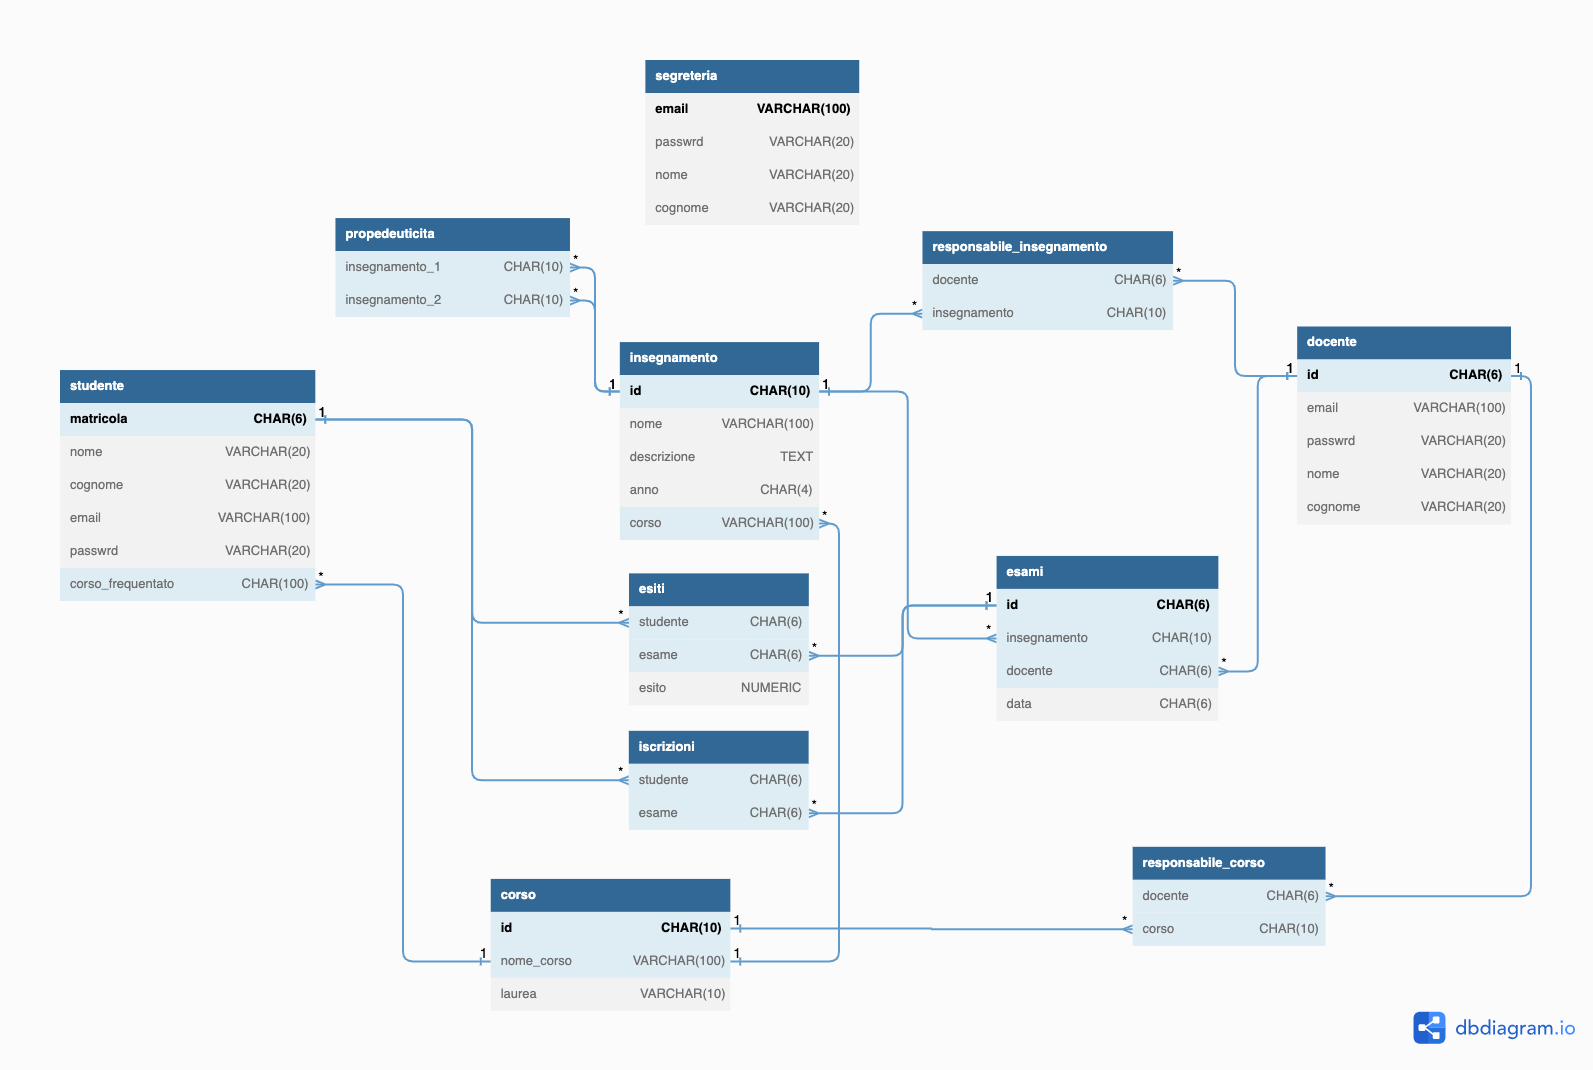 segreteria
email VARCHAR(100)
passwrd VARCHAR(20)
nome VARCHAR(20)
cognome VARCHAR(20)
propedeuticita
insegnamento_1 CHAR(10) *
insegnamento_2 CHAR(10) *
responsabile_insegnamento
docente CHAR(6) *
* insegnamento CHAR(10)
docente
1 id CHAR(6) 1
email VARCHAR(100)
passwrd VARCHAR(20)
nome VARCHAR(20)
cognome VARCHAR(20)
insegnamento
1 id CHAR(10) 1
nome VARCHAR(100)
descrizione TEXT
anno CHAR(4)
corso VARCHAR(100) *
studente
matricola CHAR(6) 1
nome VARCHAR(20)
cognome VARCHAR(20)
email VARCHAR(100)
passwrd VARCHAR(20)
corso_frequentato CHAR(100) *
esiti
* studente CHAR(6)
esame CHAR(6) *
esito NUMERIC
esami
1 id CHAR(6)
* insegnamento CHAR(10)
docente CHAR(6) *
data CHAR(6)
iscrizioni
* studente CHAR(6)
esame CHAR(6) *
responsabile_corso
docente CHAR(6) *
* corso CHAR(10)
corso
id CHAR(10) 1
1 nome_corso VARCHAR(100) 1
laurea VARCHAR(10)
dbdiagram.io